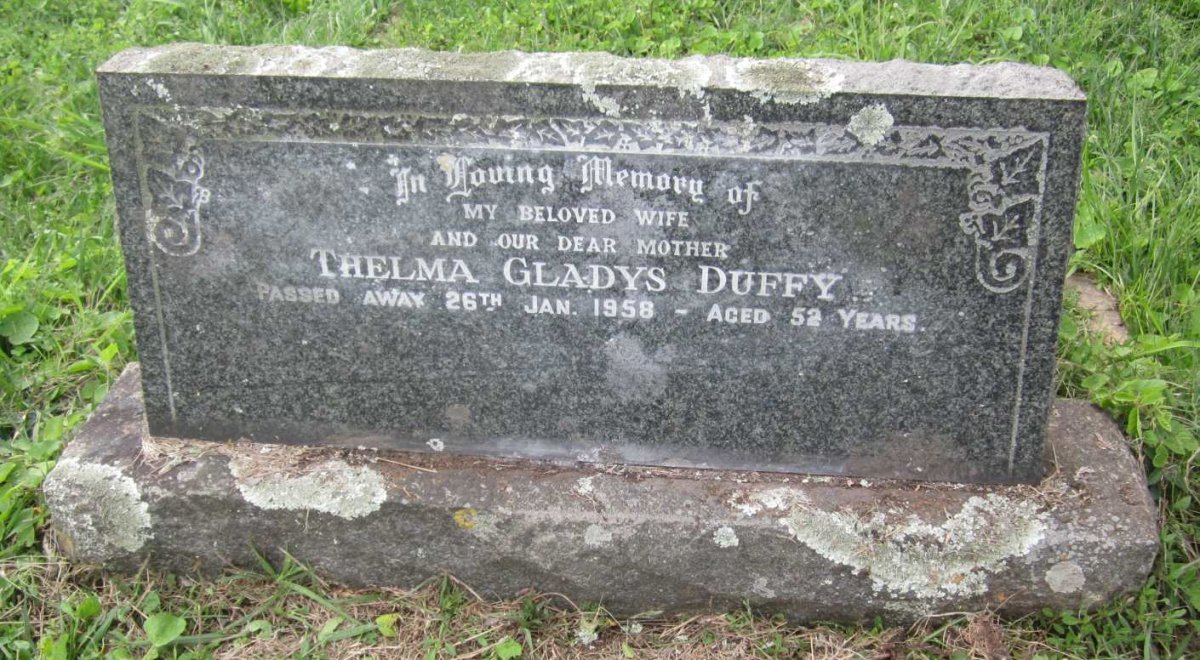 In Loving Memory of
MY BELOVED WIFE
AND OUR DEAR MOTHER
THELMA GLADYS DUFFY
PASSED AWAY 26TH JAN. 1958 - AGED 52 YEARS.